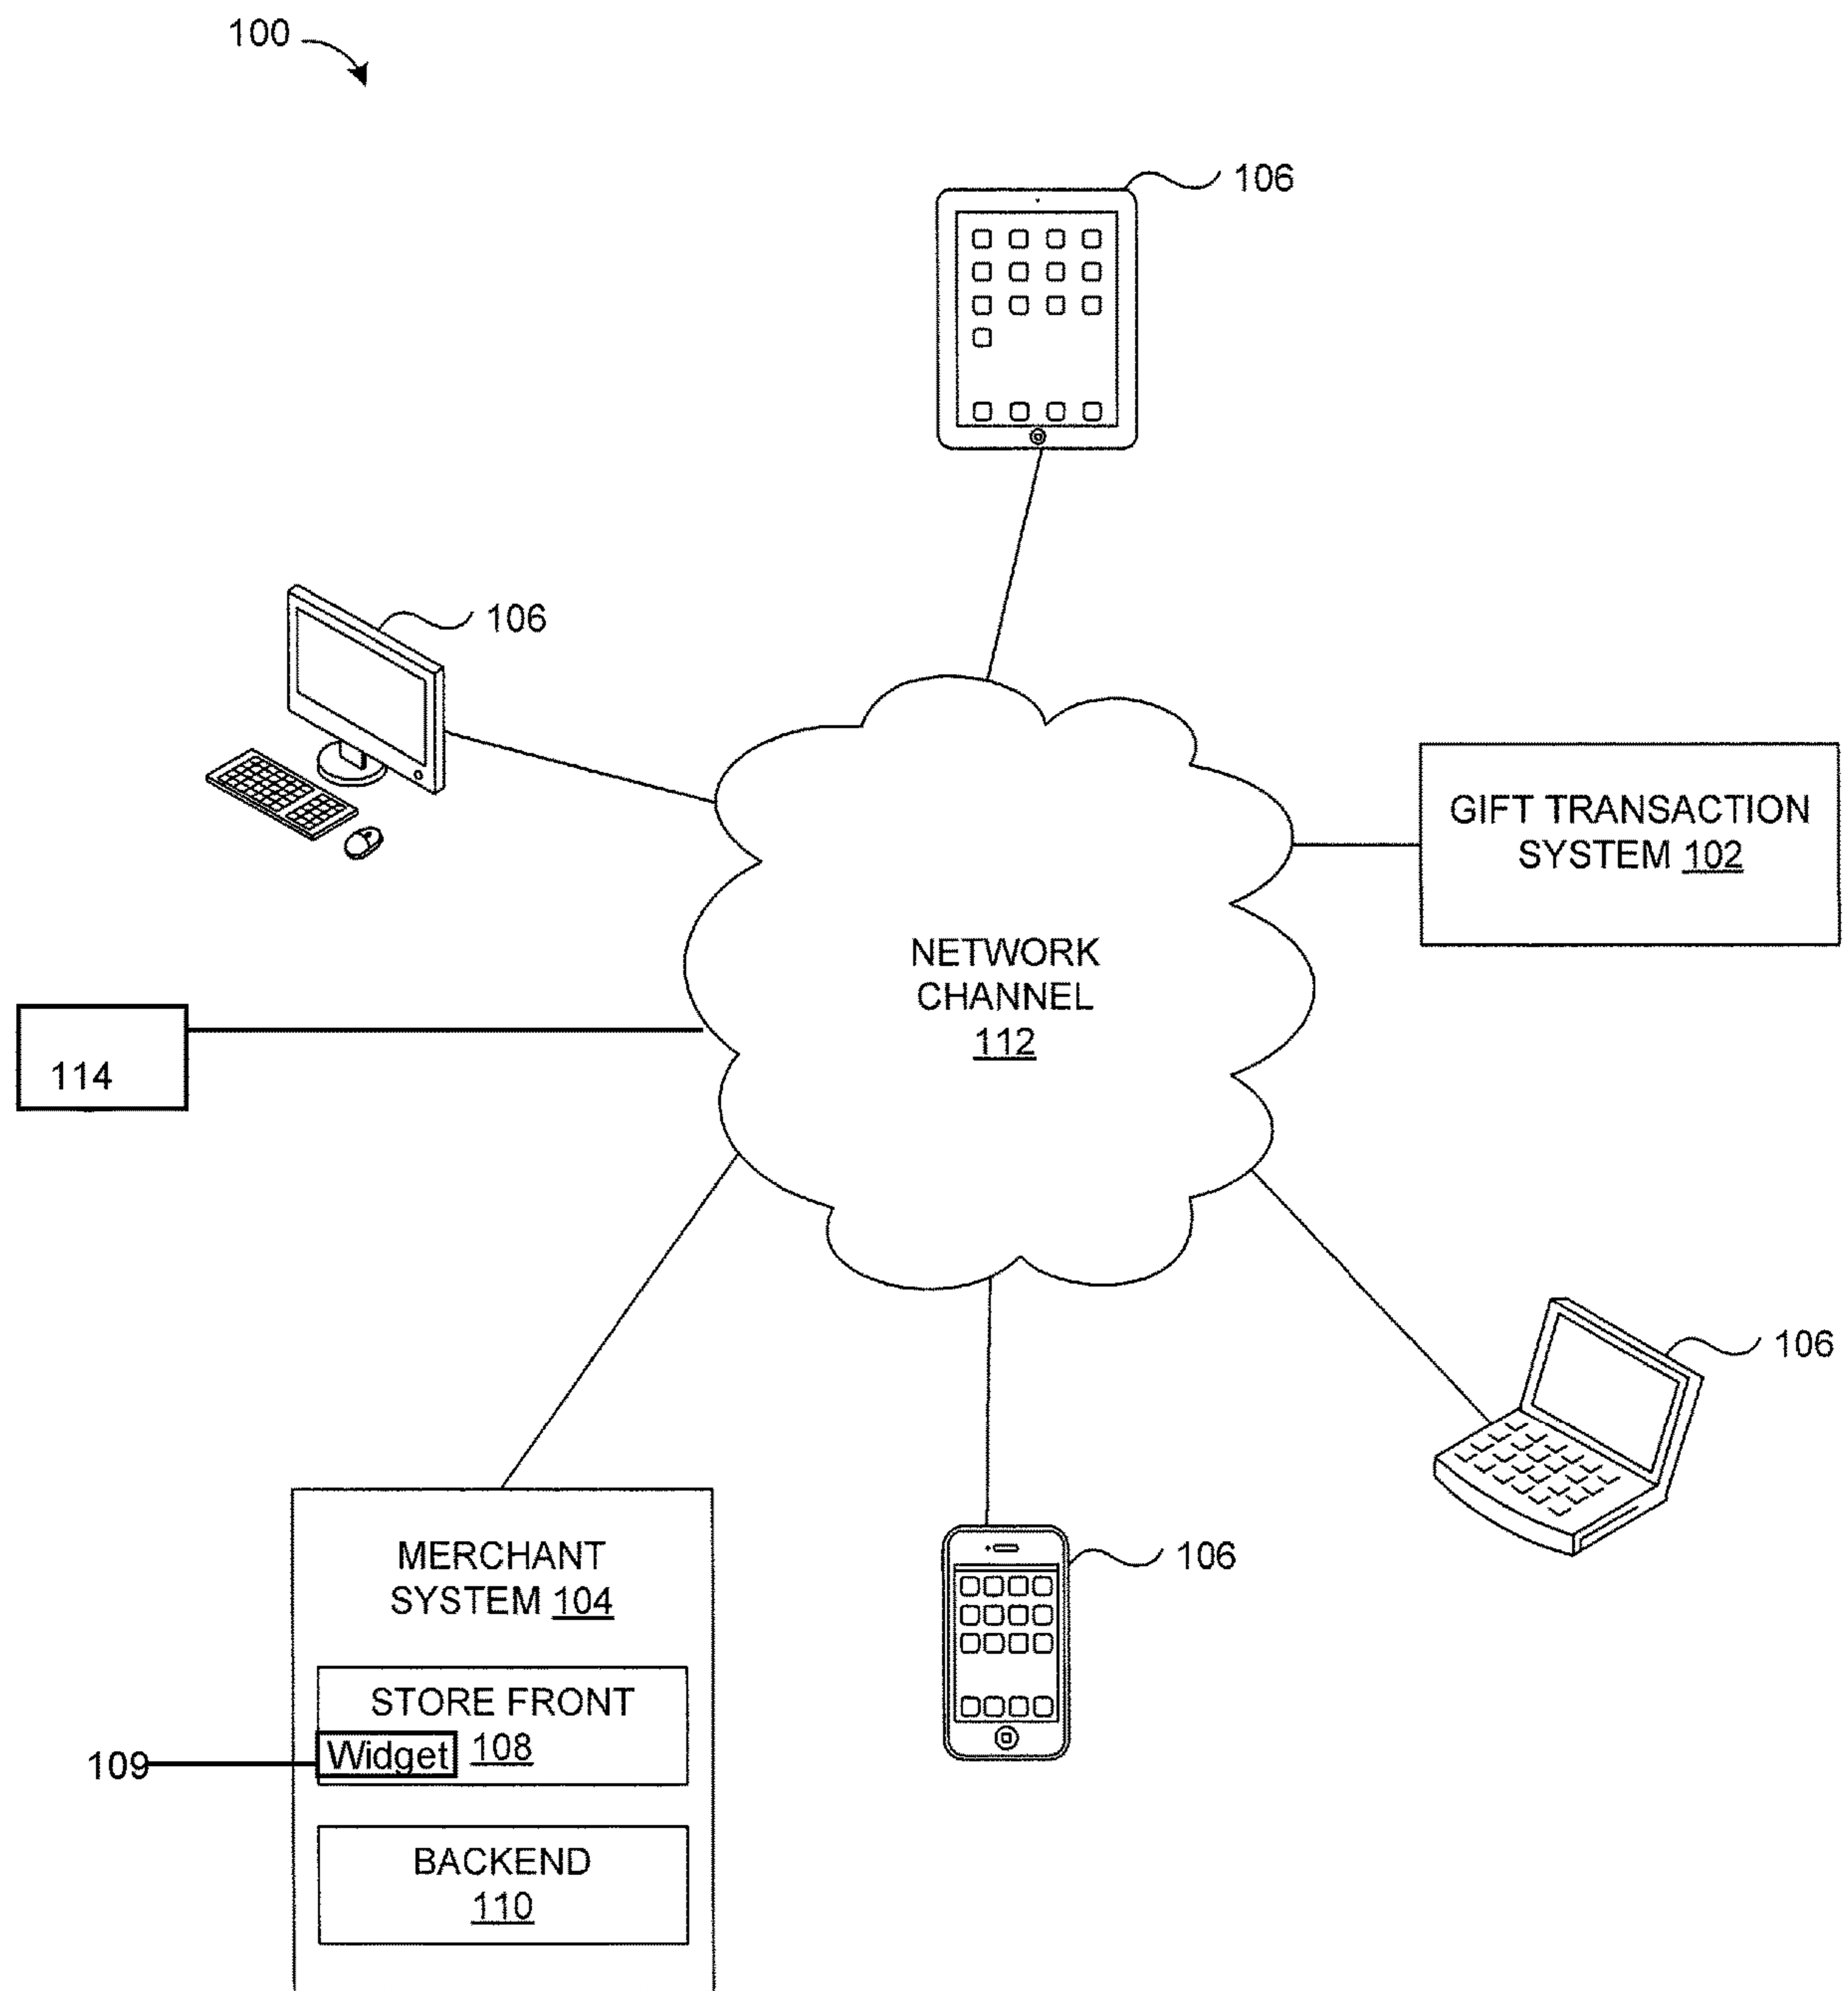 100
106
106
GIFT TRANSACTION
SYSTEM 102
NETWORK
CHANNEL
112
114
106
MERCHANT
SYSTEM 104
106
STORE FRONT
Widget 108
109
BACKEND
110